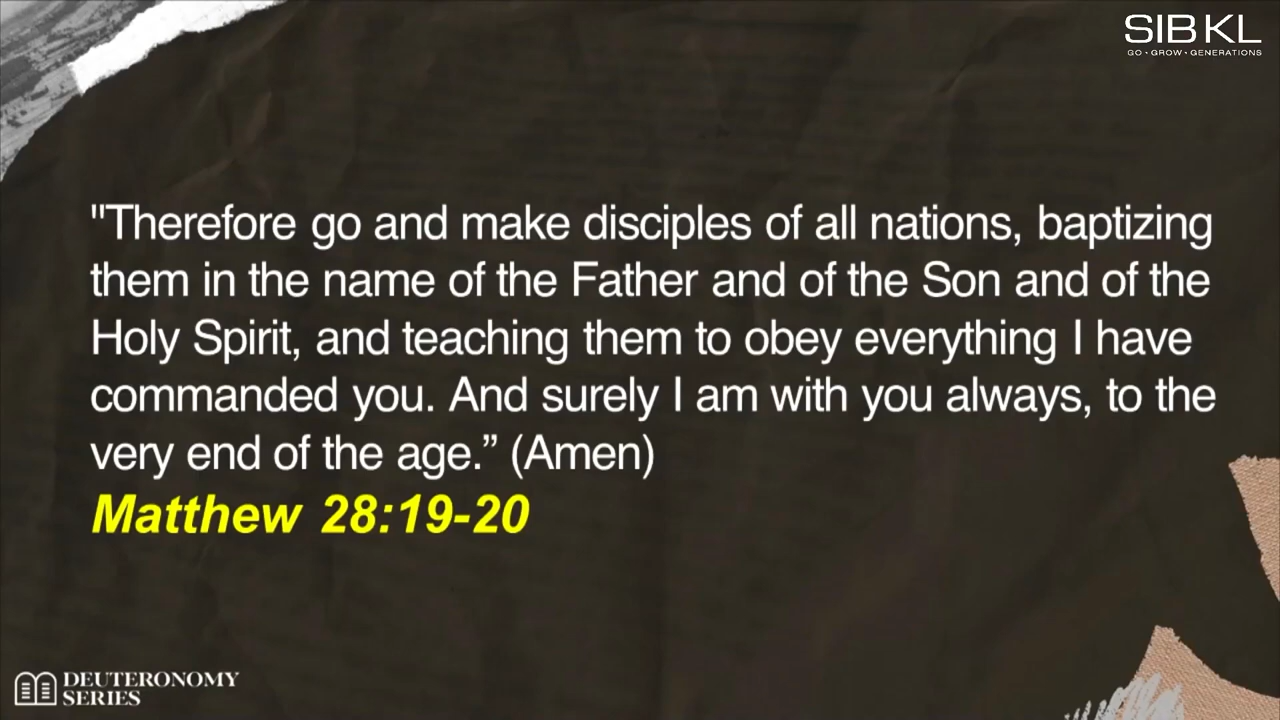 SIB KL
GO • GROW • GENERATIONS
"Therefore go and make disciples of all nations, baptizing
them in the name of the Father and of the Son and of the
Holy Spirit, and teaching them to obey everything I have
commanded you. And surely I am with you always, to the
very end of the age.” (Amen)
Matthew 28:19-20
DEUTERONOMY
SERIES